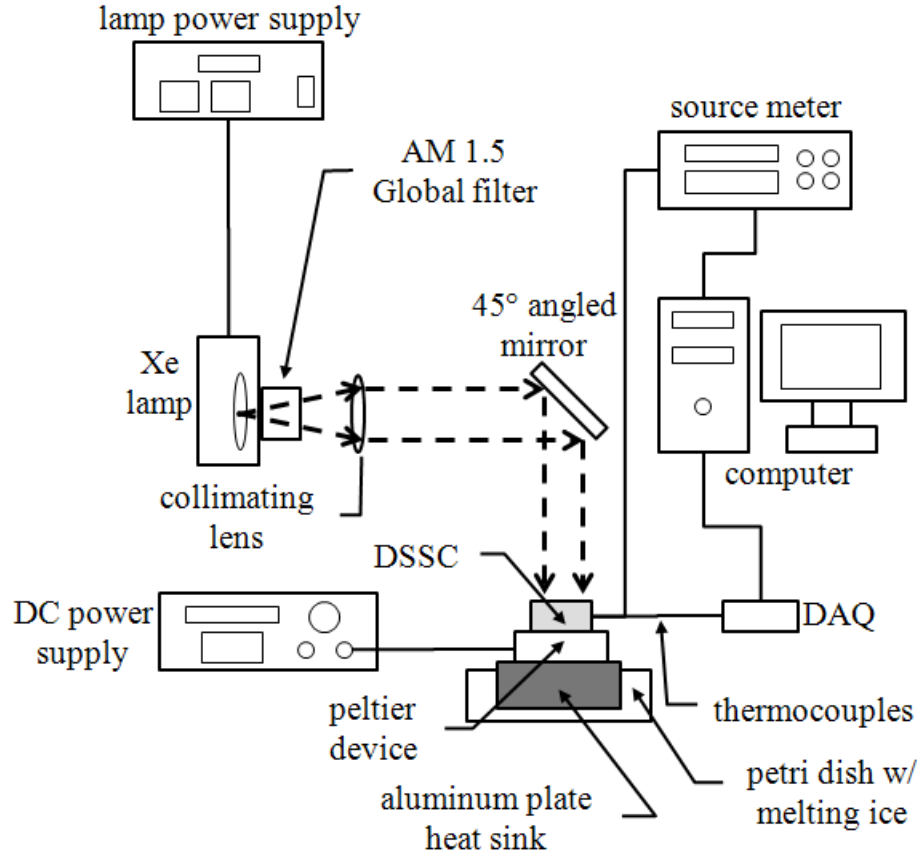 lamp power supply
source meter
AM 1.5
Global filter
45° angled
mirror
Xe
lamp
computer
collimating
lens
DSSC
DC power
supply
DAQ
peltier
device
thermocouples
petri dish w/
melting ice
aluminum plate
heat sink